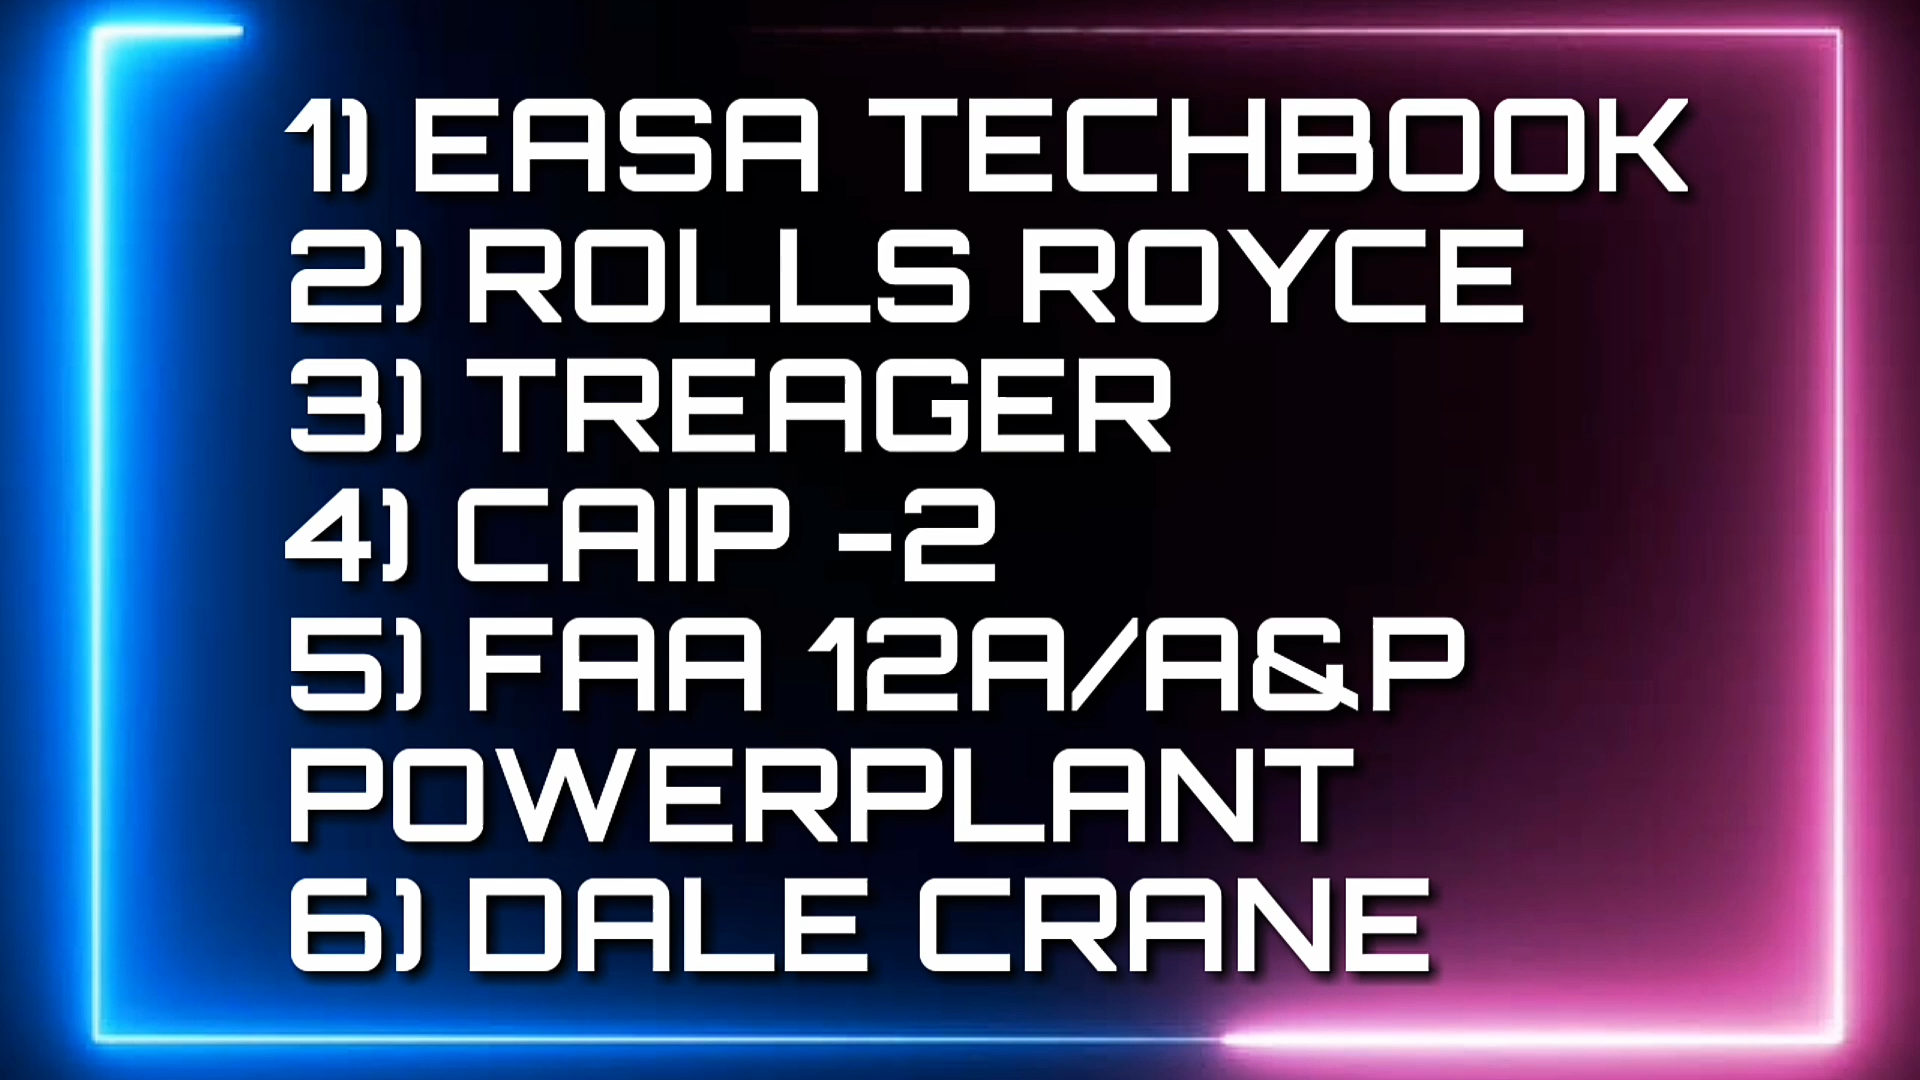 1) EASA TECHBOOK
2) ROLLS ROYCE
3) TREAGER
4) CAIP -2
5) FAA 12A/A&P
POWERPLANT
6) DALE CRANE